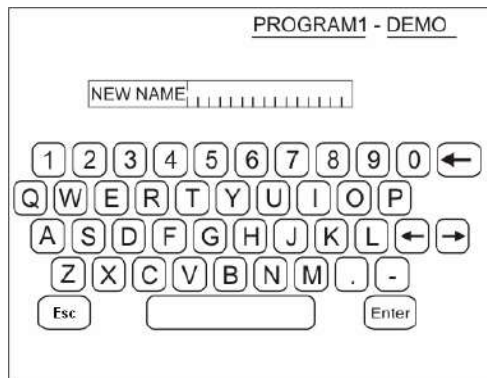 PROGRAM1 - DEMO
NEW NAME
1 2 3 4 5 6 7 8 9 0 ←
Q W E R T Y U I O P
A S D F G H J K L ← →
Z X C V B N M . -
Esc Enter